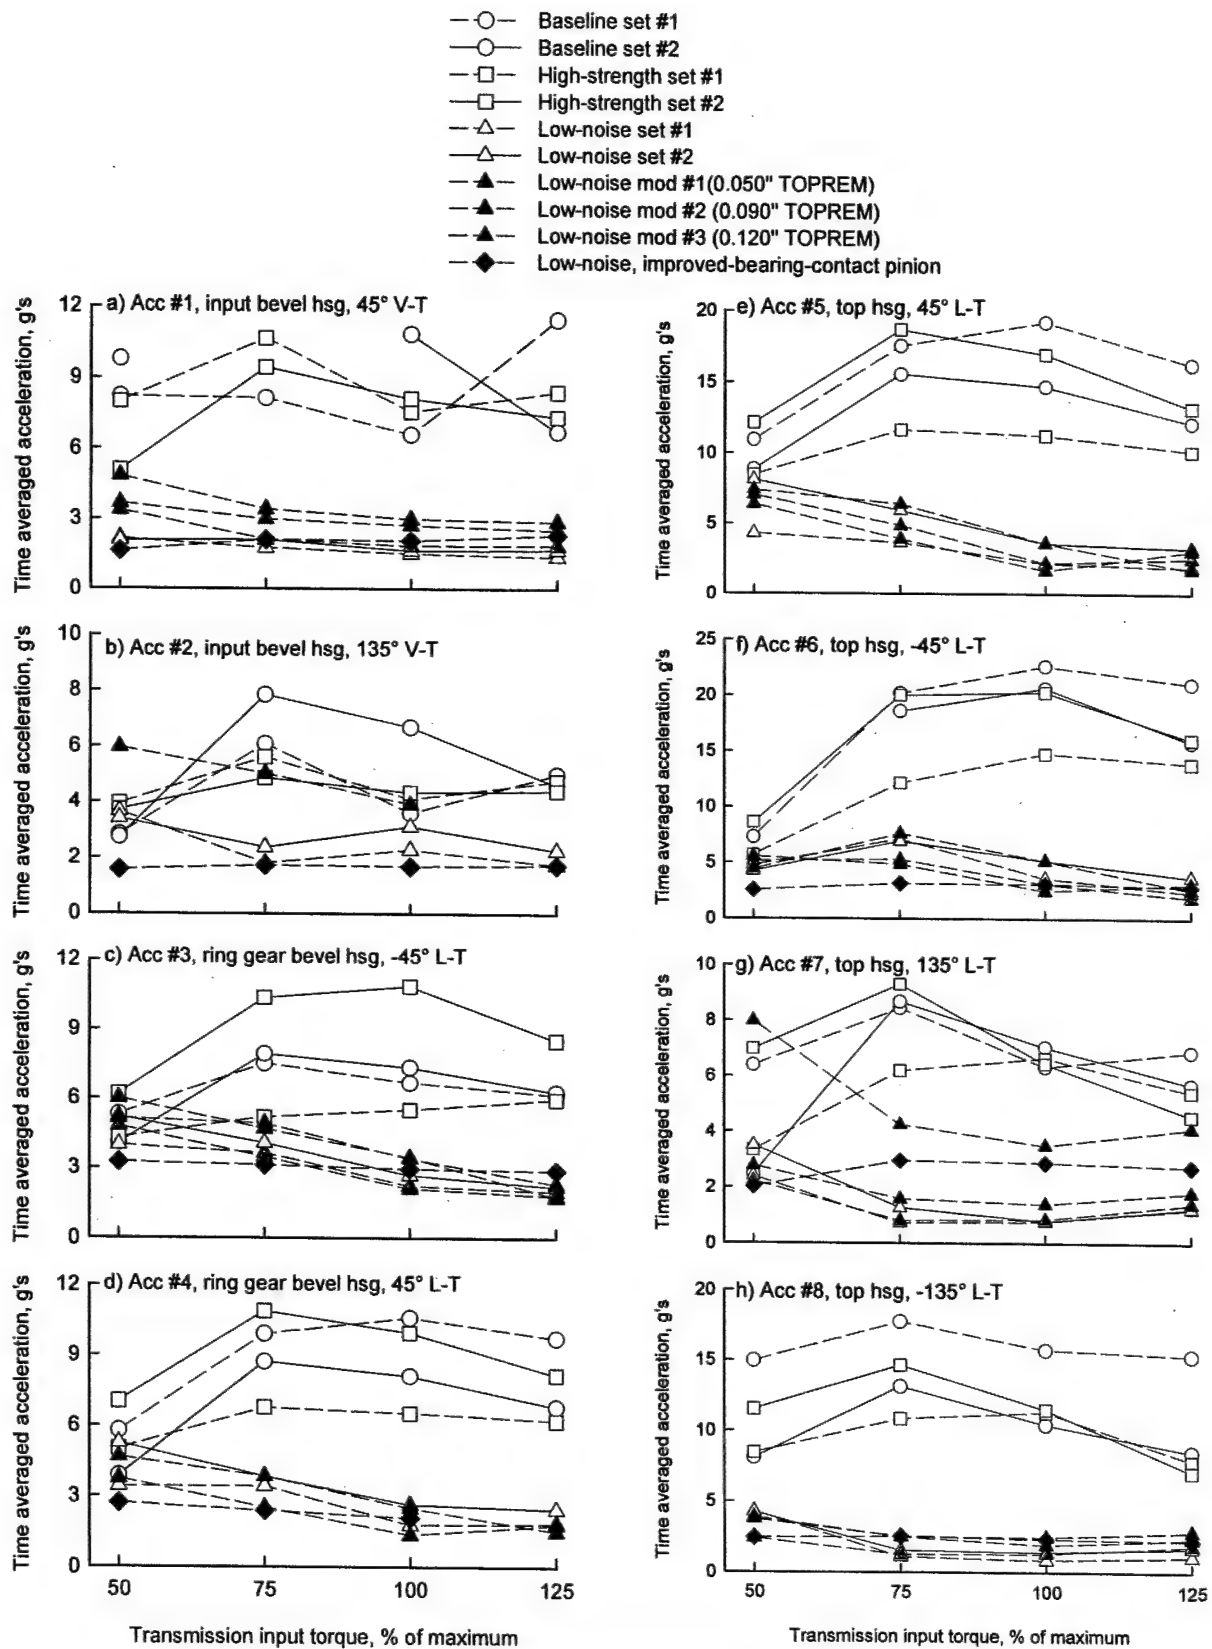 Baseline set #1
Baseline set #2
High-strength set #1
High-strength set #2
Low-noise set #1
Low-noise set #2
Low-noise mod #1(0.050" TOPREM)
Low-noise mod #2 (0.090" TOPREM)
Low-noise mod #3 (0.120" TOPREM)
Low-noise, improved-bearing-contact pinion
a) Acc #1, input bevel hsg, 45° V-T
Time averaged acceleration, g's
12
9
6
3
0
b) Acc #2, input bevel hsg, 135° V-T
Time averaged acceleration, g's
10
8
6
4
2
0
c) Acc #3, ring gear bevel hsg, -45° L-T
Time averaged acceleration, g's
12
9
6
3
0
d) Acc #4, ring gear bevel hsg, 45° L-T
Time averaged acceleration, g's
12
9
6
3
0
50 75 100 125
Transmission input torque, % of maximum
e) Acc #5, top hsg, 45° L-T
Time averaged acceleration, g's
20
15
10
5
0
f) Acc #6, top hsg, -45° L-T
Time averaged acceleration, g's
25
20
15
10
5
0
g) Acc #7, top hsg, 135° L-T
Time averaged acceleration, g's
10
8
6
4
2
0
h) Acc #8, top hsg, -135° L-T
Time averaged acceleration, g's
20
15
10
5
0
50 75 100 125
Transmission input torque, % of maximum